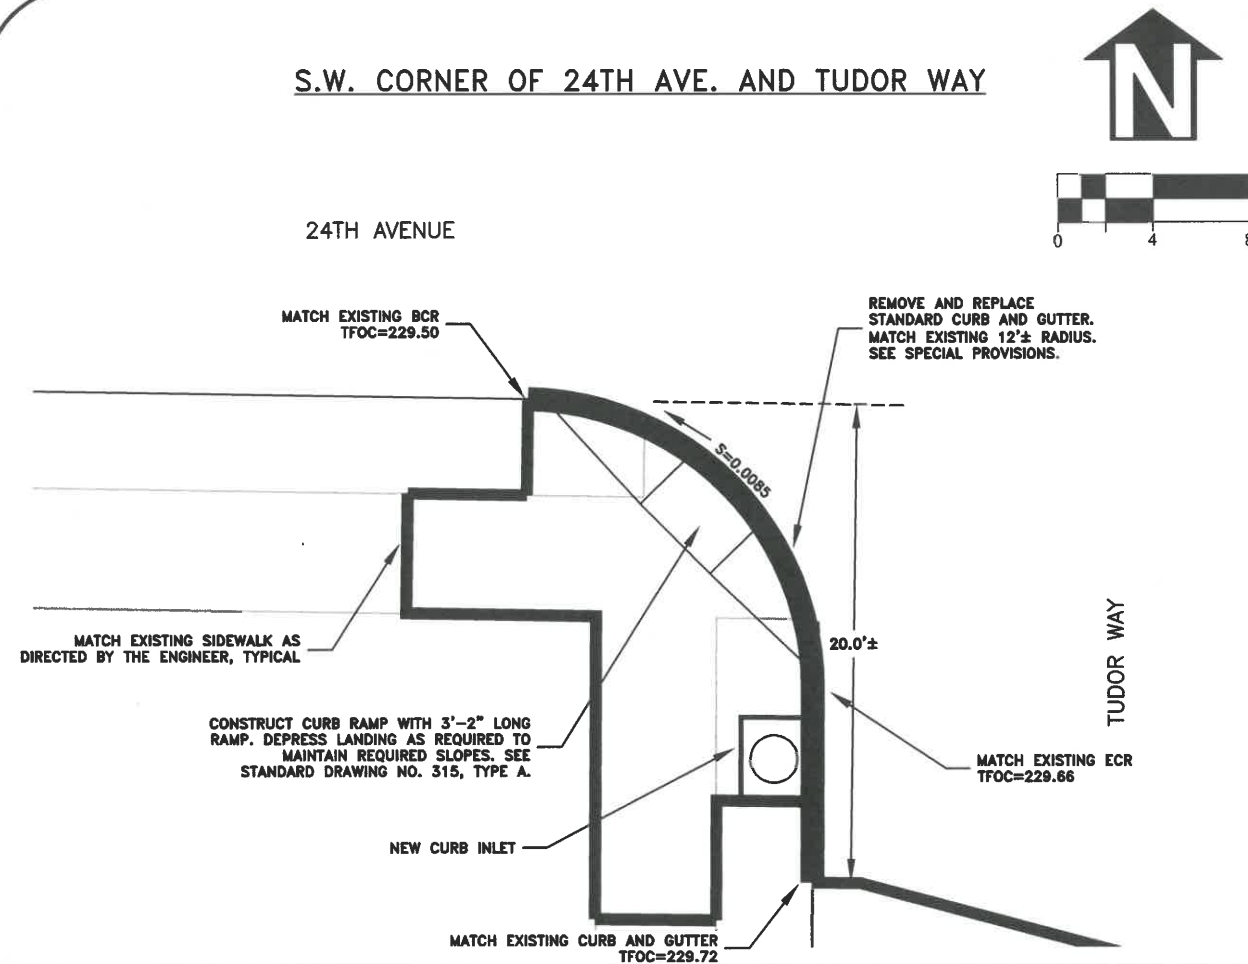 S.W. CORNER OF 24TH AVE. AND TUDOR WAY
N
0 4
24TH AVENUE
MATCH EXISTING BCR
TFOC=229.50
REMOVE AND REPLACE
STANDARD CURB AND GUTTER.
MATCH EXISTING 12'± RADIUS.
SEE SPECIAL PROVISIONS.
S=0.0085
20.0'±
TUDOR WAY
MATCH EXISTING SIDEWALK AS
DIRECTED BY THE ENGINEER, TYPICAL
CONSTRUCT CURB RAMP WITH 3'-2" LONG
RAMP. DEPRESS LANDING AS REQUIRED TO
MAINTAIN REQUIRED SLOPES. SEE
STANDARD DRAWING NO. 315, TYPE A.
MATCH EXISTING ECR
TFOC=229.66
NEW CURB INLET
MATCH EXISTING CURB AND GUTTER
TFOC=229.72